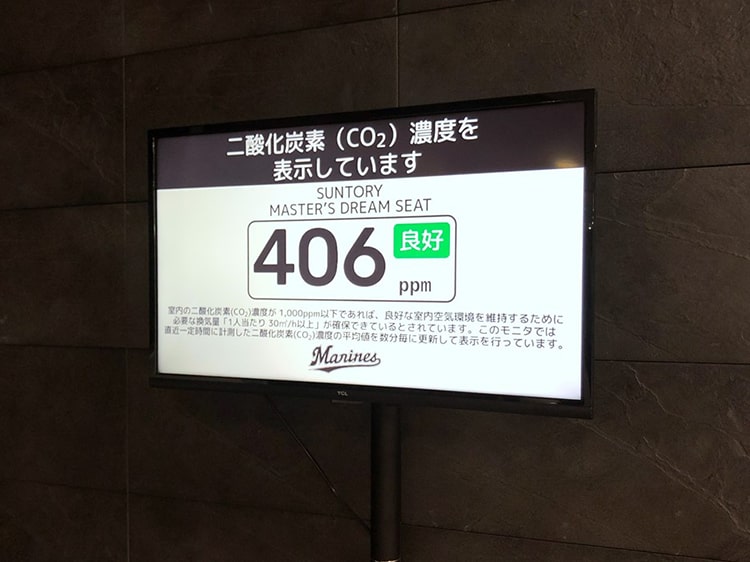 二酸化炭素（CO₂）濃度を
表示しています
SUNTORY
MASTER'S DREAM SEAT
406 良好
ppm
室内の二酸化炭素(CO₂)濃度が 1,000ppm以下であれば、良好な室内空気環境を維持するために
必要な換気量「1人当たり 30㎥/h以上」が確保できているとされています。このモニタでは
直近一定時間に計測した二酸化炭素(CO₂)濃度の平均値を数分毎に更新して表示を行っています。
Marines
TCL